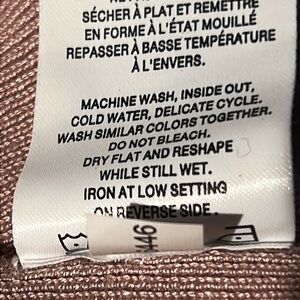 SÉCHER À PLAT ET REMETTRE
EN FORME À L'ÉTAT MOUILLÉ
REPASSER À BASSE TEMPÉRATURE
À L'ENVERS.
MACHINE WASH, INSIDE OUT,
COLD WATER, DELICATE CYCLE.
WASH SIMILAR COLORS TOGETHER.
DO NOT BLEACH.
DRY FLAT AND RESHAPE
WHILE STILL WET.
IRON AT LOW SETTING
ON REVERSE SIDE.